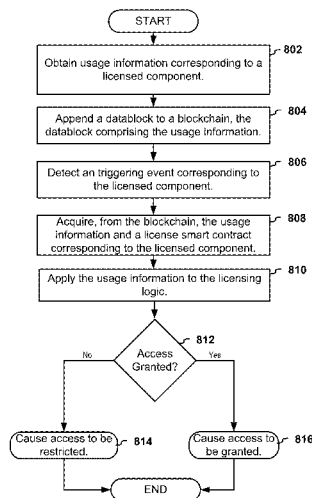 START
802
Obtain usage information corresponding to a
licensed component.
804
Append a datablock to a blockchain, the
datablock comprising the usage information.
806
Detect an triggering event corresponding to
the licensed component.
808
Acquire, from the blockchain, the usage
information and a license smart contract
corresponding to the licensed component.
810
Apply the usage information to the licensing
logic.
812
Access
Granted?
No
Yes
Cause access to be
restricted.
814
Cause access to
be granted.
816
END